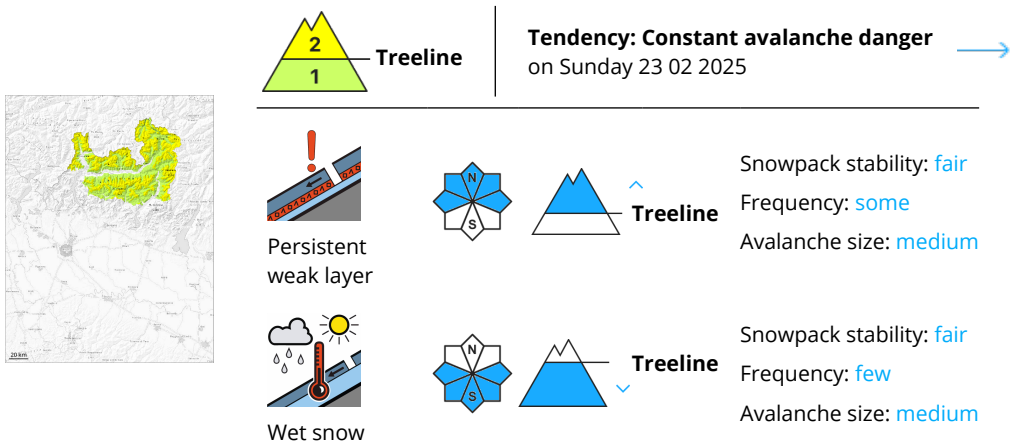 2
Treeline
1
Tendency: Constant avalanche danger
on Sunday 23 02 2025
20 km
Persistent
weak layer
N
S
Treeline
Snowpack stability: fair
Frequency: some
Avalanche size: medium
Wet snow
N
S
Treeline
Snowpack stability: fair
Frequency: few
Avalanche size: medium